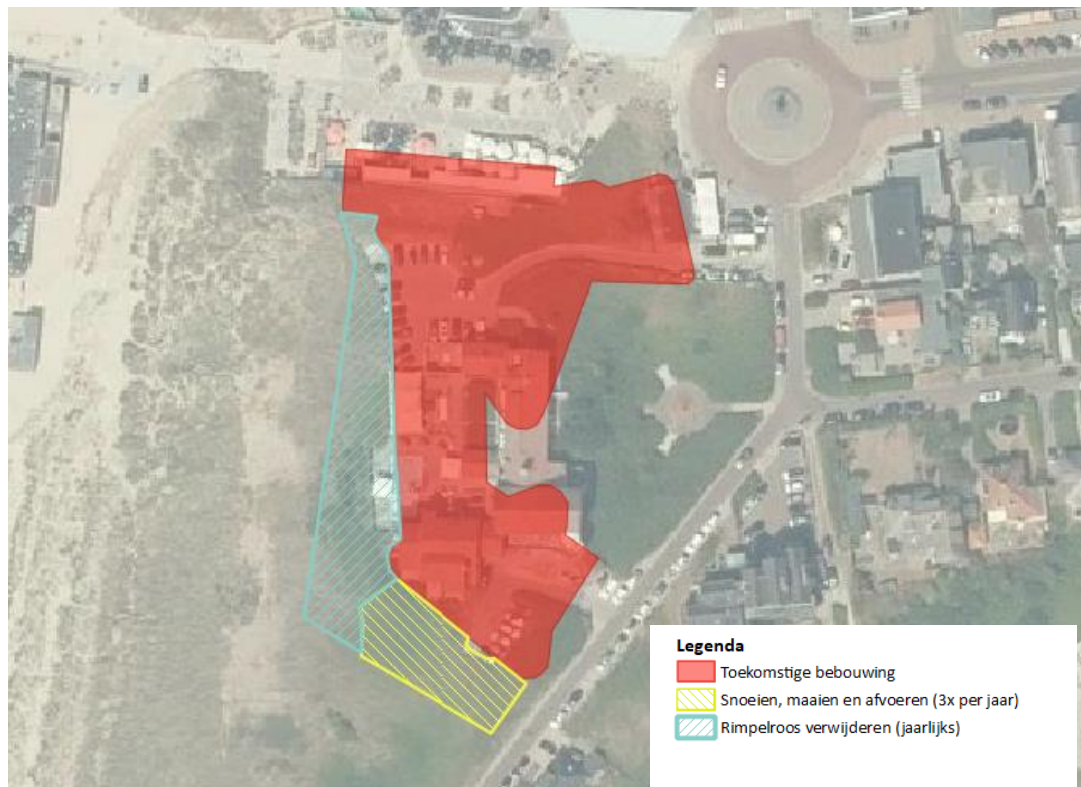 Legenda
Toekomstige bebouwing
Snoeien, maaien en afvoeren (3x per jaar)
Rimpelroos verwijderen (jaarlijks)